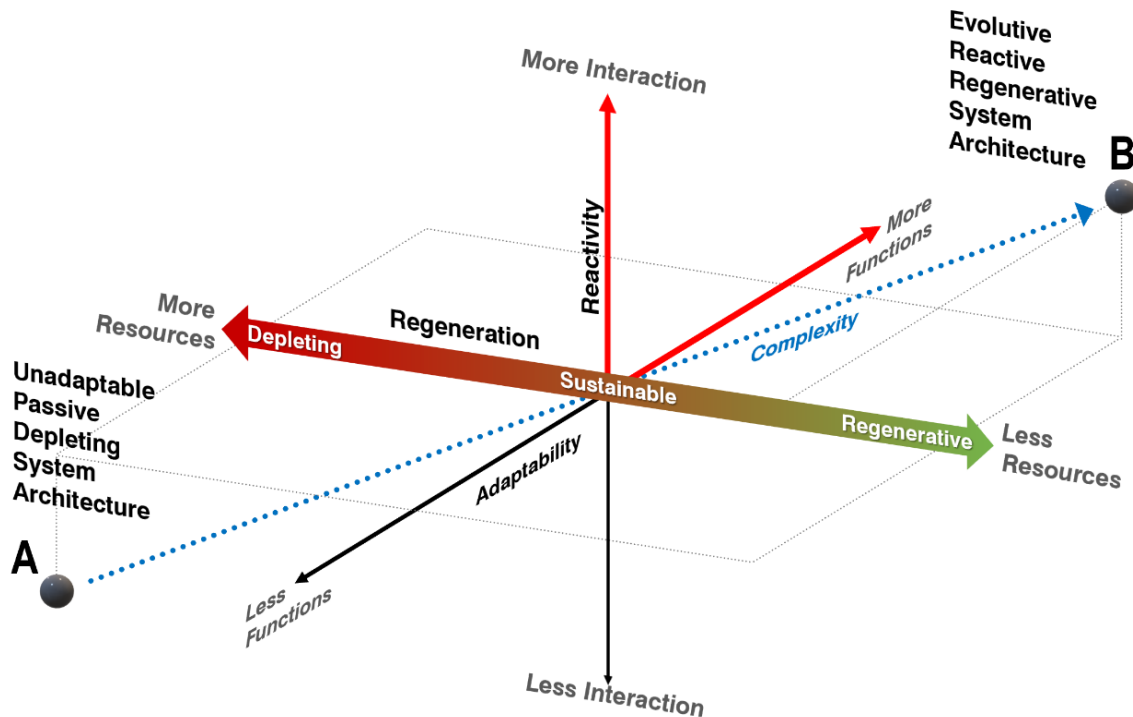 Evolutive
Reactive
Regenerative
System
Architecture
B
More Interaction
Reactivity
More
Functions
More
Resources
Regeneration
Depleting
Sustainable
Regenerative
Complexity
Less
Resources
Unadaptable
Passive
Depleting
System
Architecture
A
Adaptability
Less
Functions
Less Interaction